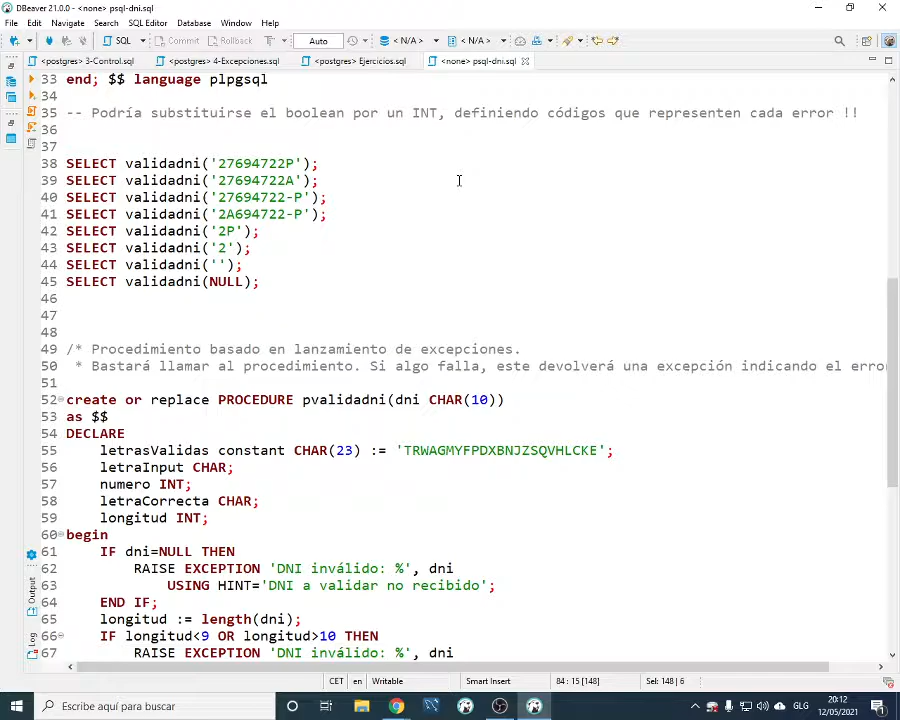 DBeaver 21.0.0 - <none> psql-dni.sql
File Edit Navigate Search SQL Editor Database Window Help
SQL Commit Rollback Auto < N/A > < N/A >
<postgres> 3-Control.sql <postgres> 4-Excepciones.sql <postgres> Ejercicios.sql <none> psql-dni.sql
33 end; $$ language plpgsql
34
35 -- Podría substituirse el boolean por un INT, definiendo códigos que representen cada error !!
36
37
38 SELECT validadni('27694722P');
39 SELECT validadni('27694722A');
40 SELECT validadni('27694722-P');
41 SELECT validadni('2A694722-P');
42 SELECT validadni('2P');
43 SELECT validadni('2');
44 SELECT validadni('');
45 SELECT validadni(NULL);
46
47
48
49 /* Procedimiento basado en lanzamiento de excepciones.
50  * Bastará llamar al procedimiento. Si algo falla, este devolverá una excepción indicando el erro
51
52 create or replace PROCEDURE pvalidadni(dni CHAR(10))
53 as $$
54 DECLARE
55     letrasValidas constant CHAR(23) := 'TRWAGMYFPDXBNJZSQVHLCKE';
56     letraInput CHAR;
57     numero INT;
58     letraCorrecta CHAR;
59     longitud INT;
60 begin
61     IF dni=NULL THEN
62         RAISE EXCEPTION 'DNI inválido: %', dni
63             USING HINT='DNI a validar no recibido';
64     END IF;
65     longitud := length(dni);
66     IF longitud<9 OR longitud>10 THEN
67         RAISE EXCEPTION 'DNI inválido: %', dni
Output
Log
CET en Writable Smart Insert 84 : 15 [148] Sel: 148 | 6
Escribe aquí para buscar
GLG
20:12
12/05/2021
1